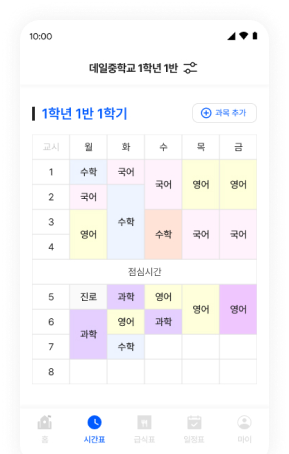 10:00
데일중학교 1학년 1반
1학년 1반 1학기
과목 추가
교시 월 화 수 목 금
1 수학 국어 국어 영어 영어
2 국어 수학
3 영어 수학 국어 국어
4
점심시간
5 진로 과학 영어 영어 영어
6 과학 영어 과학
7 수학
8
홈 시간표 급식표 일정표 마이